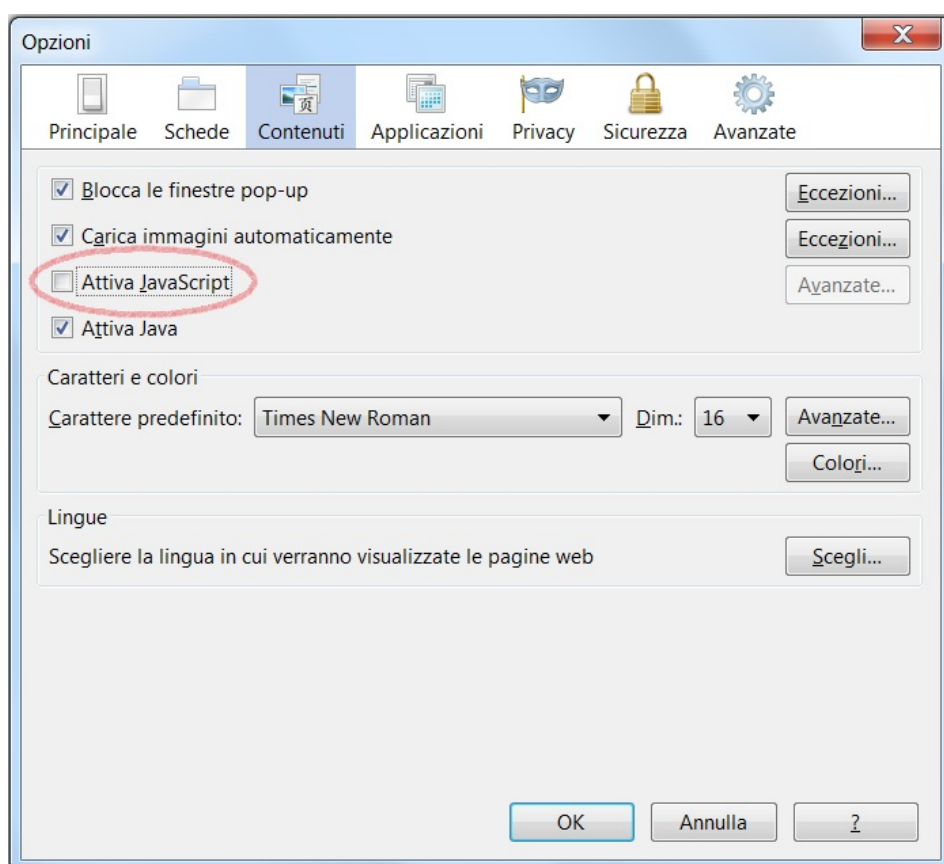 Opzioni
X
Principale Schede Contenuti Applicazioni Privacy Sicurezza Avanzate
页
Blocca le finestre pop-up Eccezioni...
Carica immagini automaticamente Eccezioni...
Attiva JavaScript Avanzate...
Attiva Java
Caratteri e colori
Carattere predefinito: Times New Roman Dim.: 16 Avanzate...
Colori...
Lingue
Scegliere la lingua in cui verranno visualizzate le pagine web Scegli...
OK Annulla ?